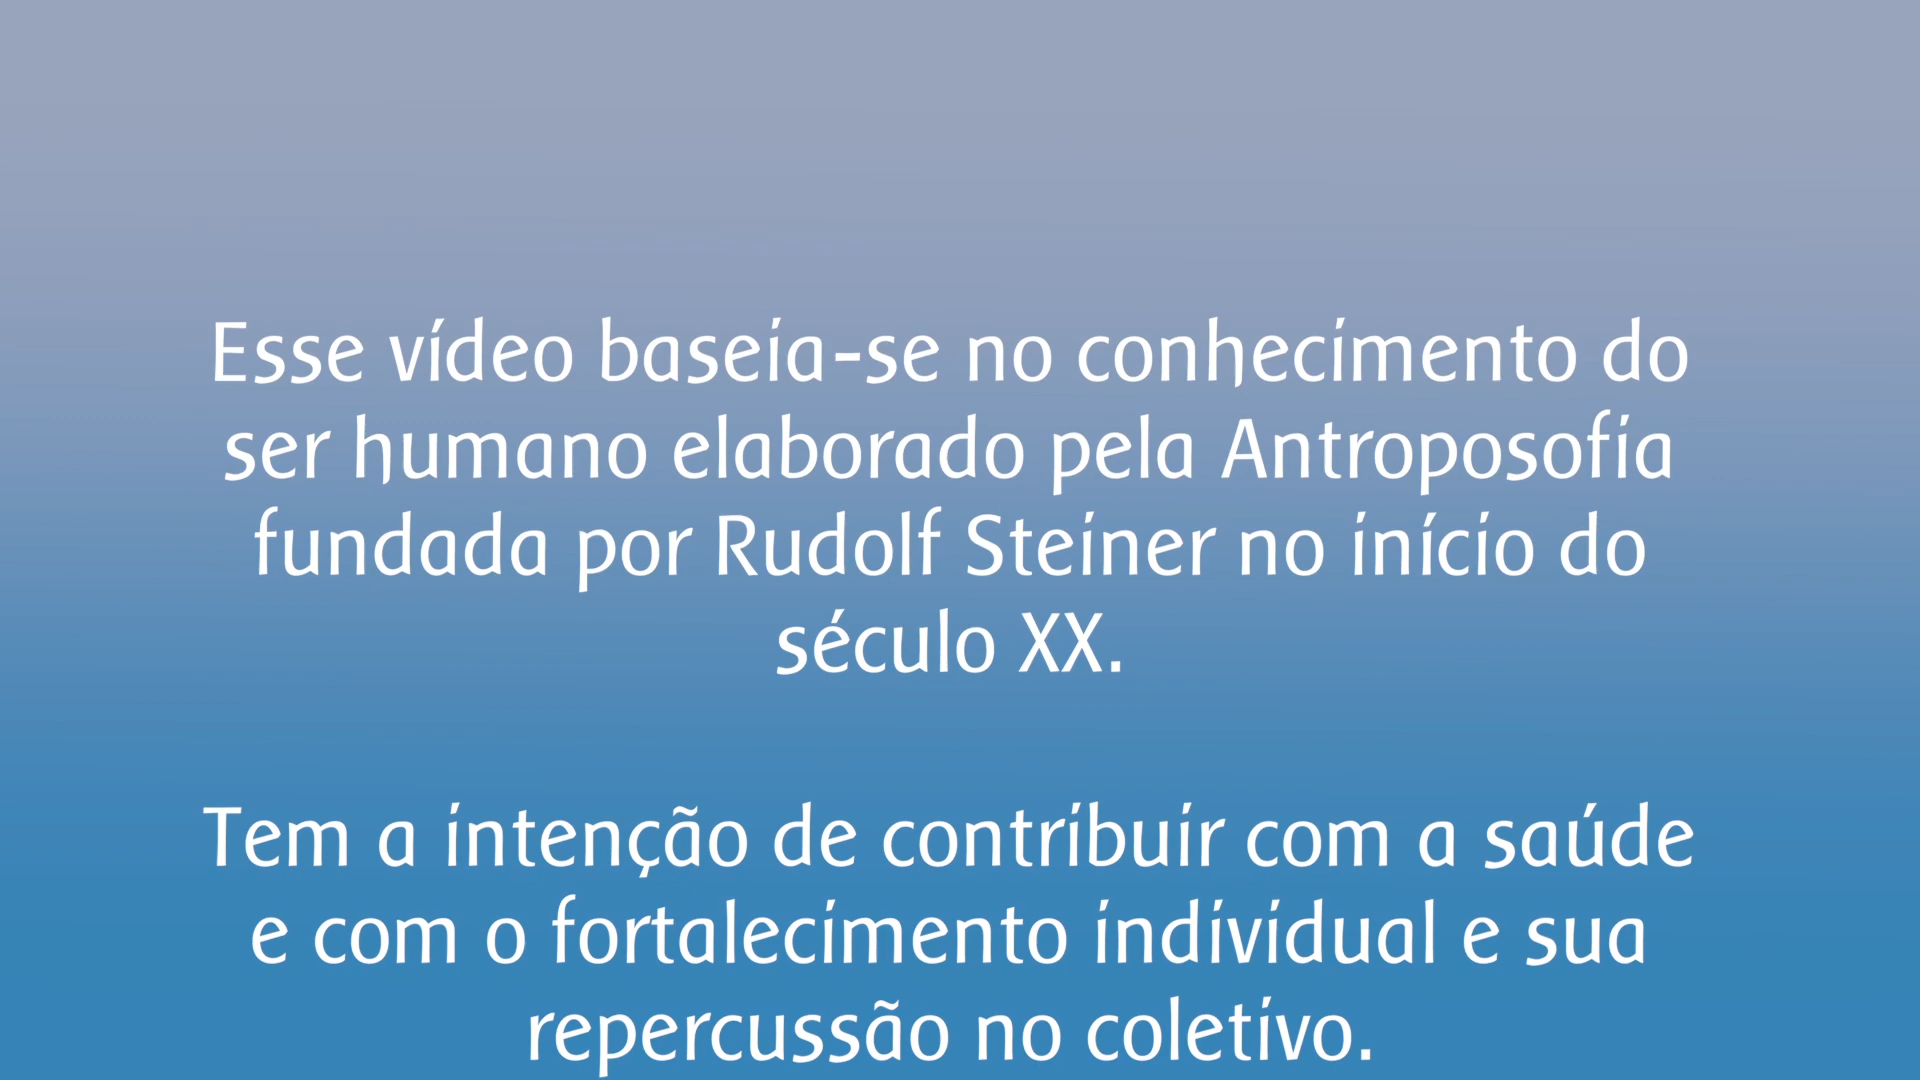 Esse vídeo baseia-se no conhecimento do
ser humano elaborado pela Antroposofia
fundada por Rudolf Steiner no início do
século XX.
Tem a intenção de contribuir com a saúde
e com o fortalecimento individual e sua
repercussão no coletivo.